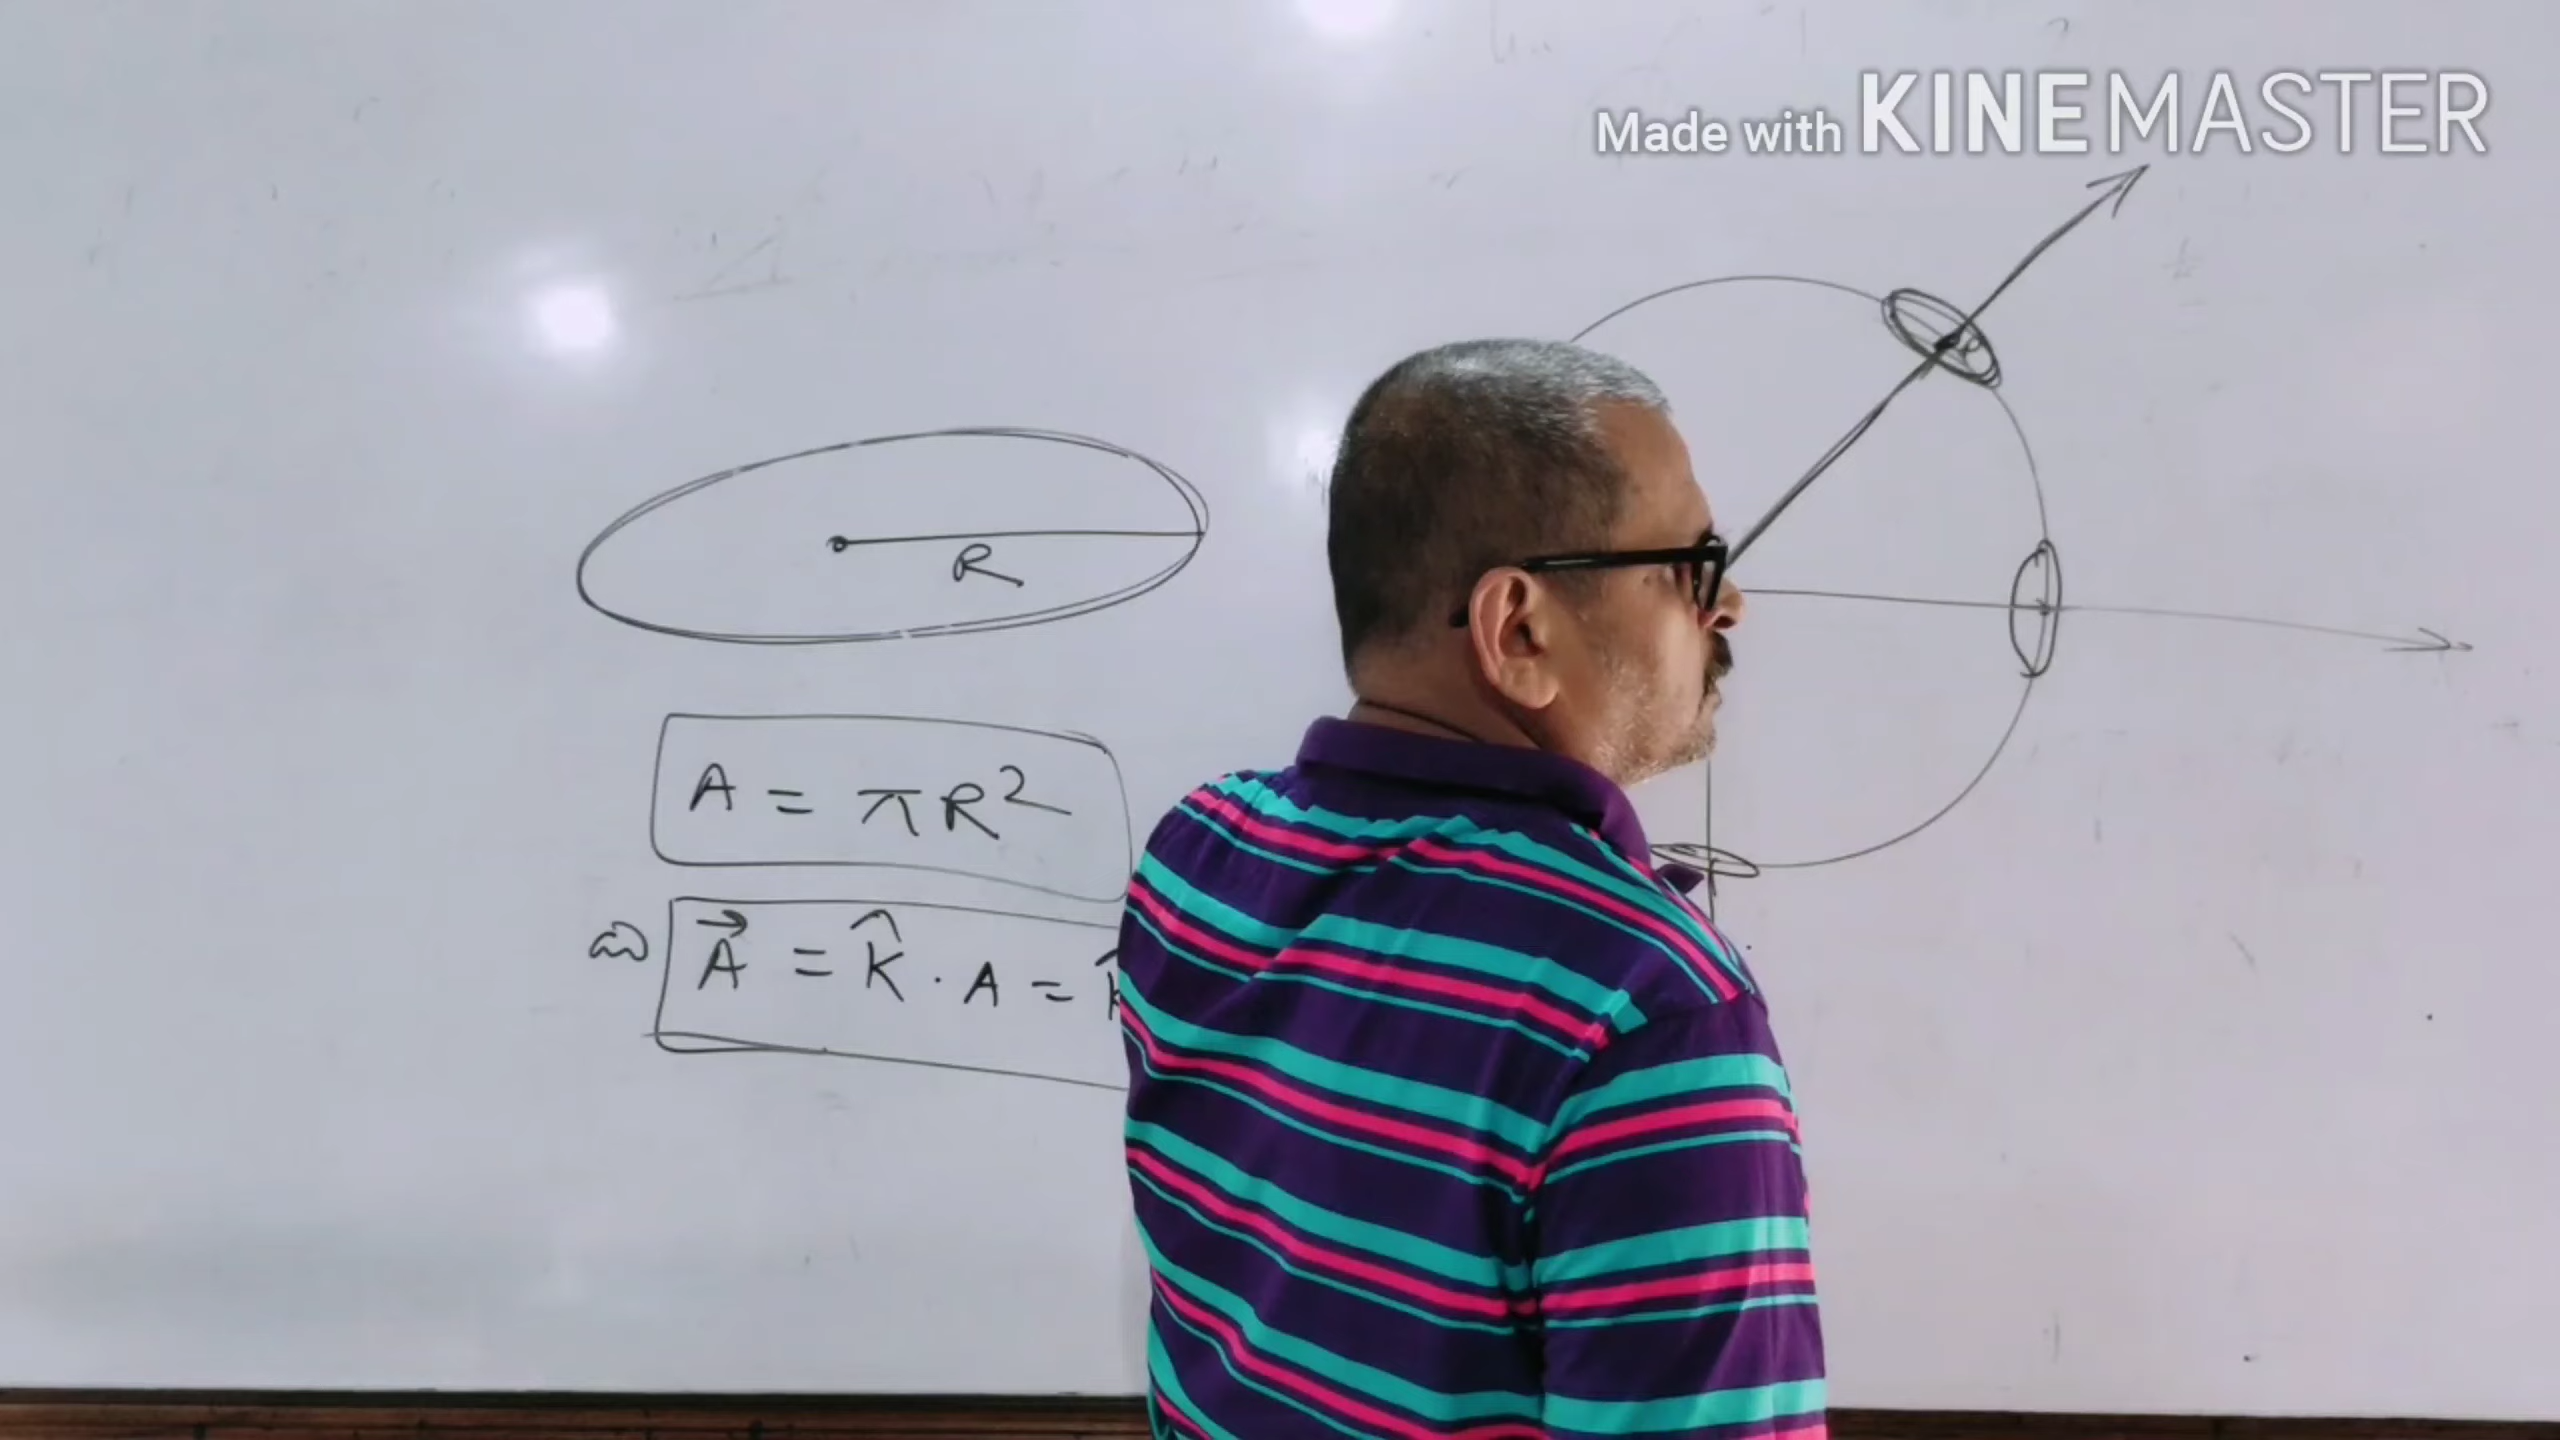 Made with KINEMASTER
R
A = πR²
A⃗ = k̂ . A =